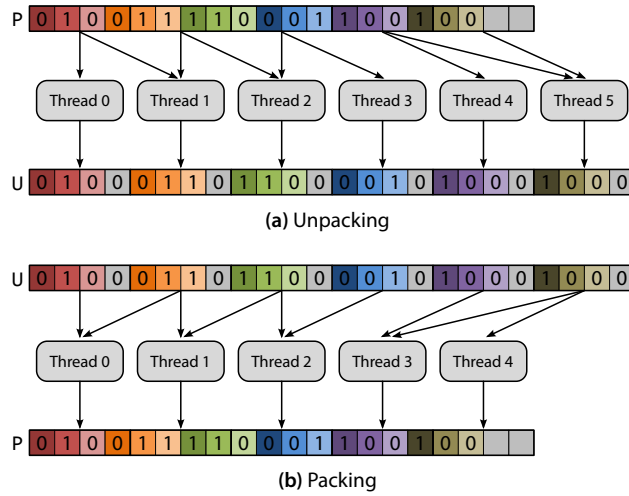 P 0 1 0 0 1 1 1 1 0 0 0 1 1 0 0 1 0 0
Thread 0 Thread 1 Thread 2 Thread 3 Thread 4 Thread 5
U 0 1 0 0 0 1 1 0 1 1 0 0 0 0 1 0 1 0 0 0 1 0 0 0
(a) Unpacking
U 0 1 0 0 0 1 1 0 1 1 0 0 0 0 1 0 1 0 0 0 1 0 0 0
Thread 0 Thread 1 Thread 2 Thread 3 Thread 4
P 0 1 0 0 1 1 1 1 0 0 0 1 1 0 0 1 0 0
(b) Packing